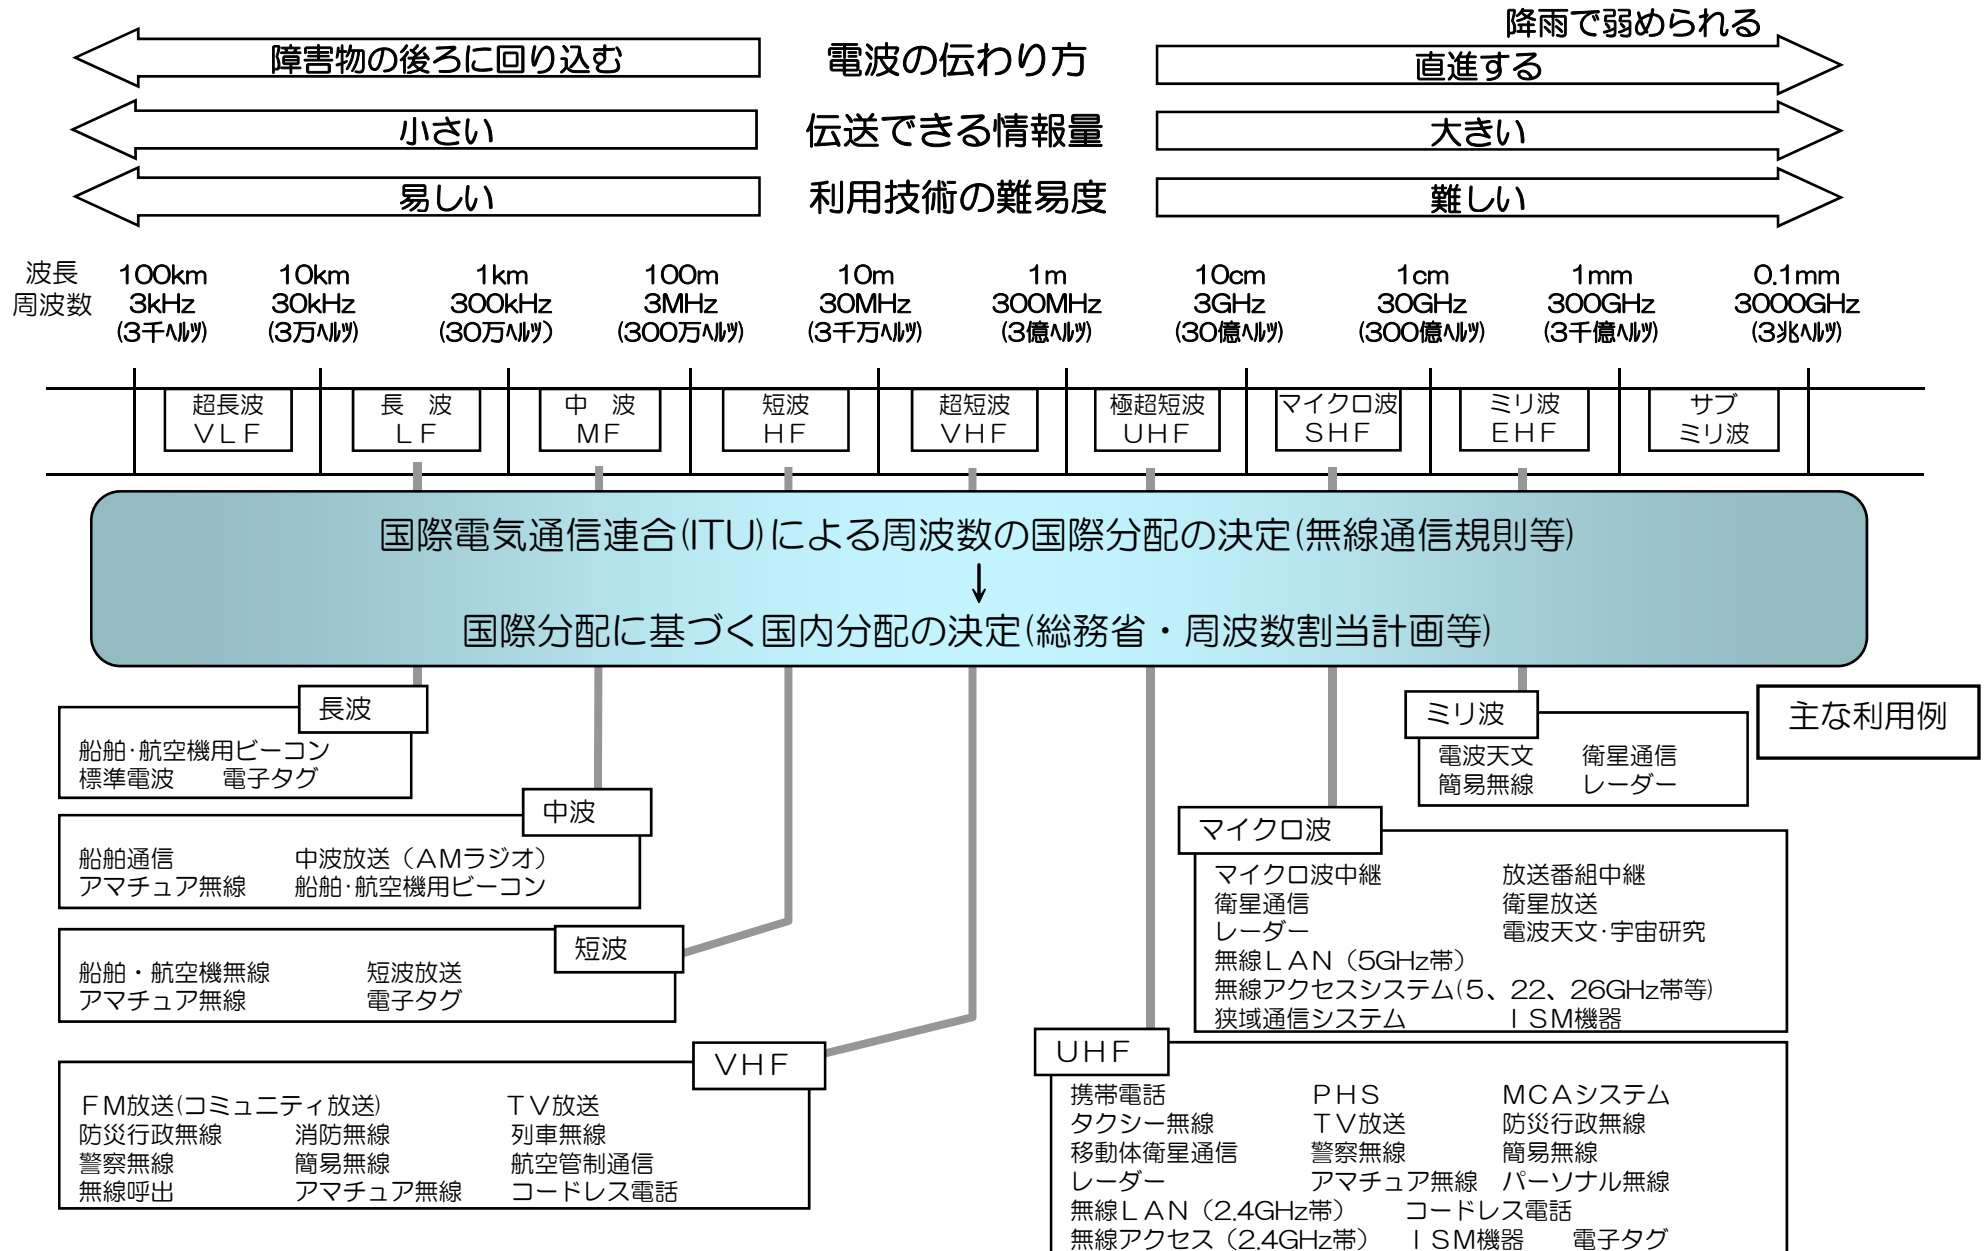 降雨で弱められる
障害物の後ろに回り込む 電波の伝わり方 直進する
小さい 伝送できる情報量 大きい
易しい 利用技術の難易度 難しい
波長 100km 10km 1km 100m 10m 1m 10cm 1cm 1mm 0.1mm
周波数 3kHz 30kHz 300kHz 3MHz 30MHz 300MHz 3GHz 30GHz 300GHz 3000GHz
(3千ヘルツ) (3万ヘルツ) (30万ヘルツ) (300万ヘルツ) (3千万ヘルツ) (3億ヘルツ) (30億ヘルツ) (300億ヘルツ) (3千億ヘルツ) (3兆ヘルツ)
超長波 長 波 中 波 短波 超短波 極超短波 マイクロ波 ミリ波 サブ
VLF LF MF HF VHF UHF SHF EHF ミリ波
国際電気通信連合(ITU)による周波数の国際分配の決定(無線通信規則等)
↓
国際分配に基づく国内分配の決定(総務省・周波数割当計画等)
長波
船舶・航空機用ビーコン
標準電波 電子タグ
中波
船舶通信 中波放送（AMラジオ）
アマチュア無線 船舶・航空機用ビーコン
短波
船舶・航空機無線 短波放送
アマチュア無線 電子タグ
VHF
FM放送(コミュニティ放送) TV放送
防災行政無線 消防無線 列車無線
警察無線 簡易無線 航空管制通信
無線呼出 アマチュア無線 コードレス電話
主な利用例
ミリ波
電波天文 衛星通信
簡易無線 レーダー
マイクロ波
マイクロ波中継 放送番組中継
衛星通信 衛星放送
レーダー 電波天文・宇宙研究
無線LAN（5GHz帯）
無線アクセスシステム(5、22、26GHz帯等)
狭域通信システム ISM機器
UHF
携帯電話 PHS MCAシステム
タクシー無線 TV放送 防災行政無線
移動体衛星通信 警察無線 簡易無線
レーダー アマチュア無線 パーソナル無線
無線LAN（2.4GHz帯） コードレス電話
無線アクセス（2.4GHz帯） ISM機器 電子タグ